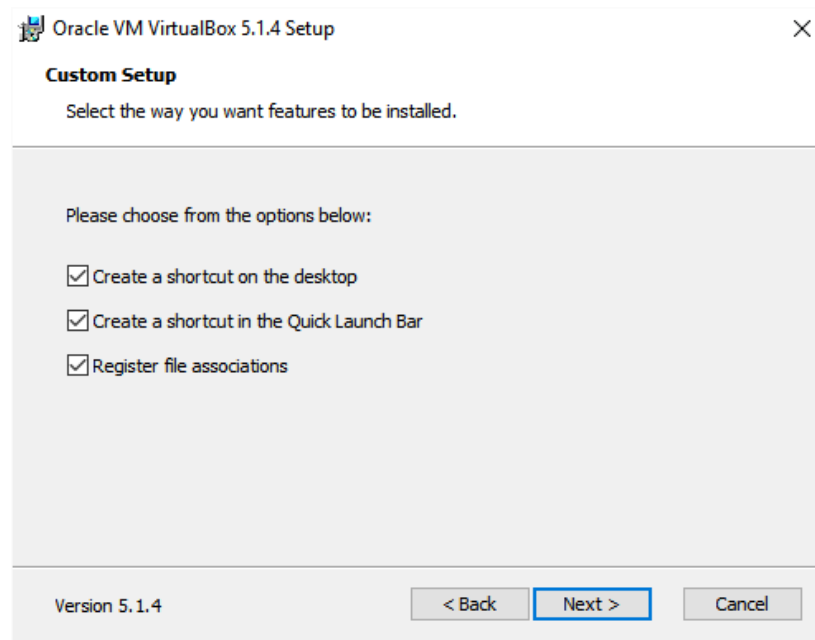 Oracle VM VirtualBox 5.1.4 Setup
Custom Setup
Select the way you want features to be installed.
Please choose from the options below:
Create a shortcut on the desktop
Create a shortcut in the Quick Launch Bar
Register file associations
Version 5.1.4
< Back
Next >
Cancel